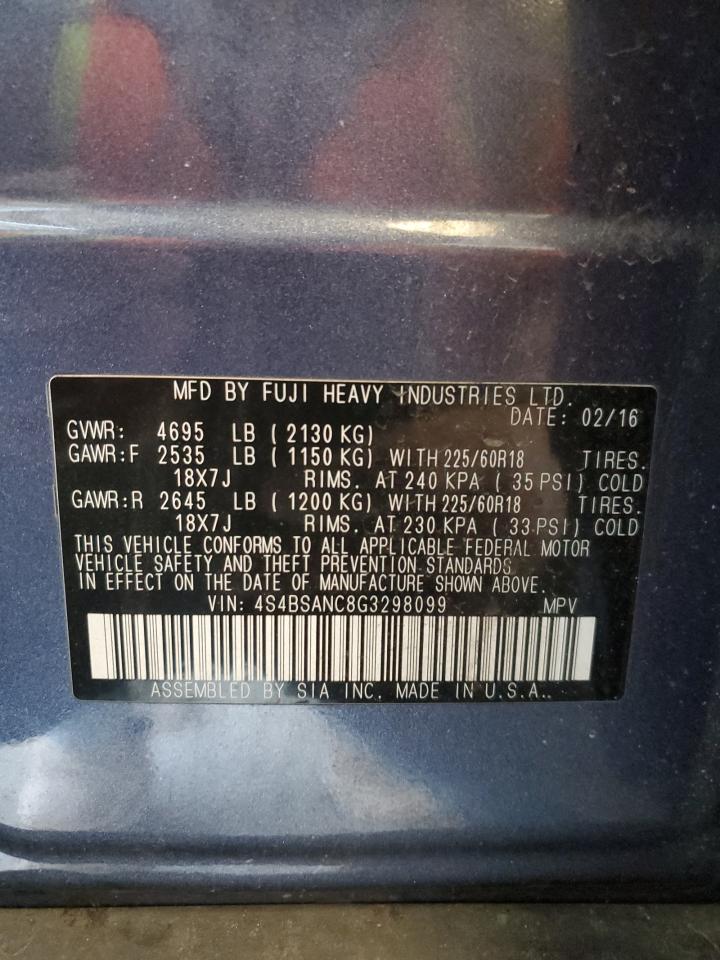 MFD BY FUJI HEAVY INDUSTRIES LTD.
DATE: 02/16
GVWR: 4695 LB ( 2130 KG)
GAWR:F 2535 LB ( 1150 KG) WITH 225/60R18 TIRES.
18X7J RIMS. AT 240 KPA ( 35 PSI) COLD
GAWR:R 2645 LB ( 1200 KG) WITH 225/60R18 TIRES.
18X7J RIMS. AT 230 KPA ( 33 PSI) COLD
THIS VEHICLE CONFORMS TO ALL APPLICABLE FEDERAL MOTOR
VEHICLE SAFETY AND THEFT PREVENTION STANDARDS
IN EFFECT ON THE DATE OF MANUFACTURE SHOWN ABOVE.
VIN: 4S4BSANC8G3298099 MPV
ASSEMBLED BY SIA INC. MADE IN U.S.A..